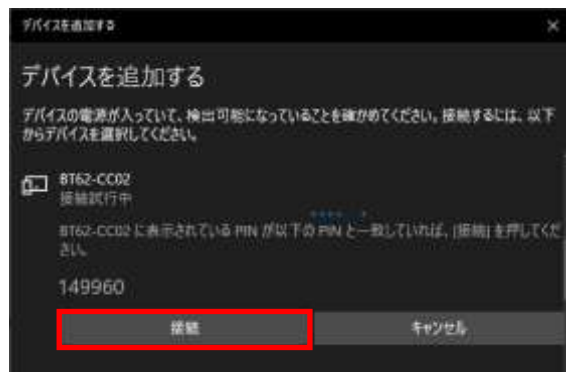 デバイスを追加する
デバイスを追加する
デバイスの電源が入っていて、検出可能になっていることを確かめてください。接続するには、以下
からデバイスを選択してください。
BT62-CC02
接続試行中
BT62-CC02 に表示されている PIN が以下の PIN と一致していれば、[接続] を押してくだ
さい。
149960
接続
キャンセル